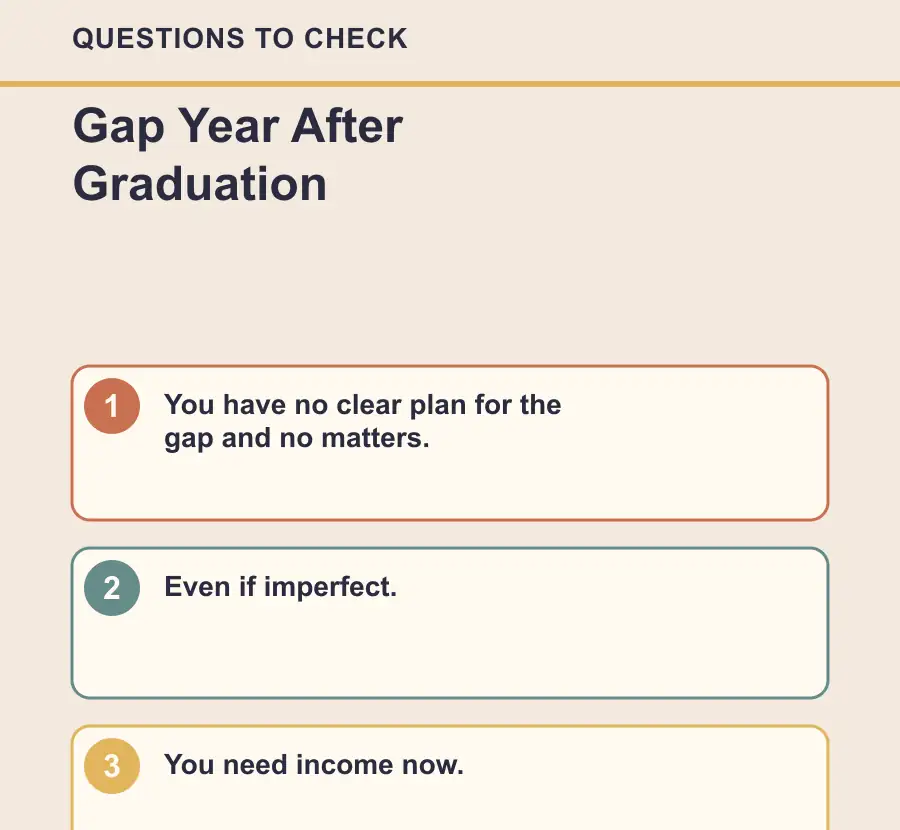 QUESTIONS TO CHECK
Gap Year After
Graduation
1
You have no clear plan for the
gap and no matters.
2
Even if imperfect.
3
You need income now.